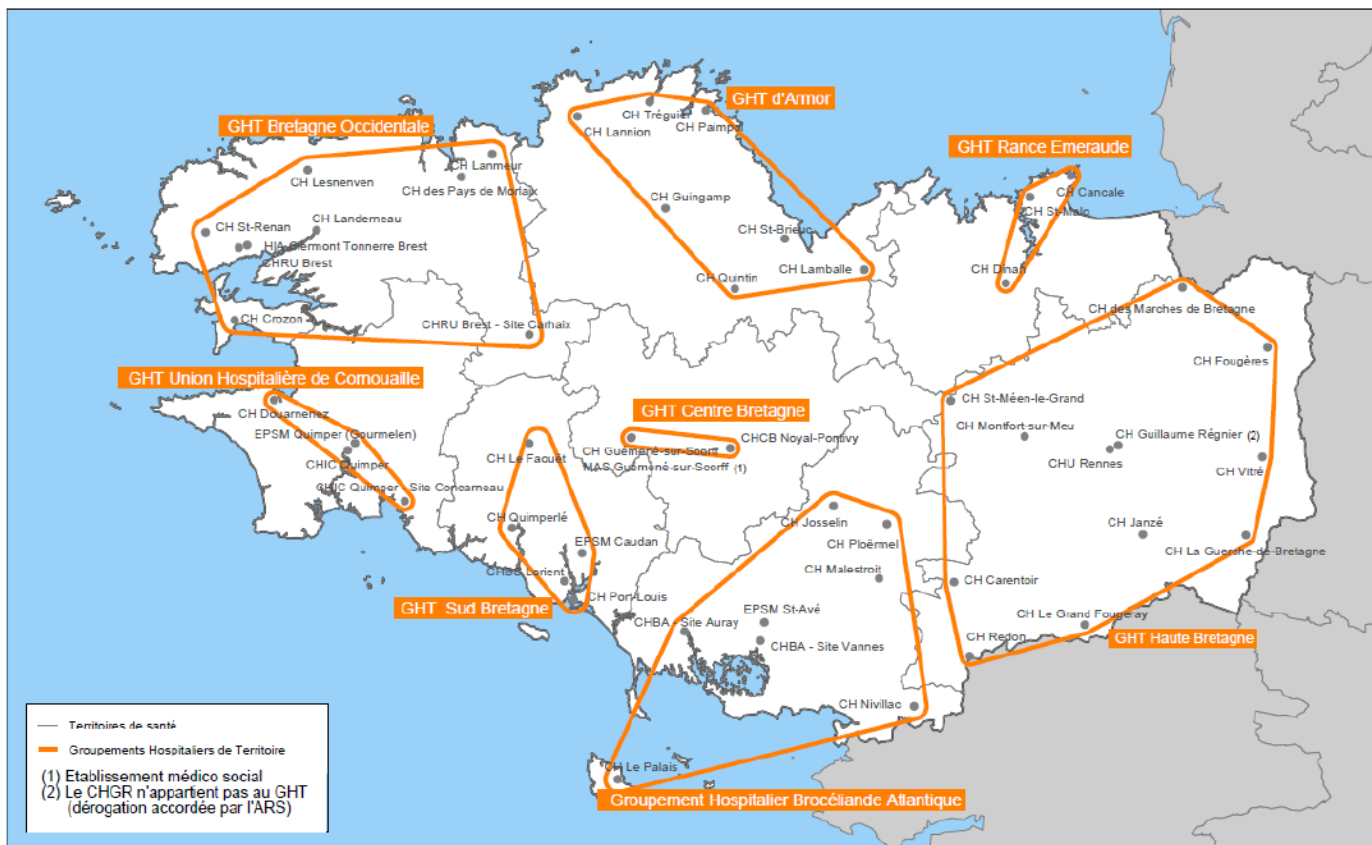 GHT d'Armor
CH Tréguier
CH Paimpol
CH Lannion
CH Guingamp
CH St-Brieuc
CH Lamballe
CH Quintin
GHT Bretagne Occidentale
CH Lanmeur
CH des Pays de Morlaix
CH Lesnenven
CH Landerneau
CH St-Renan
HIA Clermont Tonnerre Brest
CHRU Brest
CH Crozon
CHRU Brest - Site Carhaix
GHT Rance Emeraude
CH Cancale
CH St-Malo
CH Dinan
GHT Union Hospitalière de Cornouaille
CH Douarnenez
EPSM Quimper (Gourmelen)
CHIC Quimper
CHIC Quimper - Site Concarneau
GHT Centre Bretagne
CH Guémené-sur-Scorff
MAS Guémené-sur-Scorff (1)
CHCB Noyal-Pontivy
CH des Marches de Bretagne
CH Fougères
CH St-Méen-le-Grand
CH Montfort-sur-Meu
CH Guillaume Régnier (2)
CHU Rennes
CH Vitré
CH Janzé
CH La Guerche-de-Bretagne
CH Carentoir
CH Le Grand Fougeray
CH Redon
GHT Haute Bretagne
CH Le Faouët
CH Quimperlé
EPSM Caudan
CHBS Lorient
CH Port-Louis
GHT Sud Bretagne
CH Josselin
CH Ploërmel
CH Malestroit
EPSM St-Avé
CHBA - Site Auray
CHBA - Site Vannes
CH Nivillac
CH Le Palais
Groupement Hospitalier Brocéliande Atlantique
Territoires de santé
Groupements Hospitaliers de Territoire
(1) Etablissement médico social
(2) Le CHGR n'appartient pas au GHT
(dérogation accordée par l'ARS)